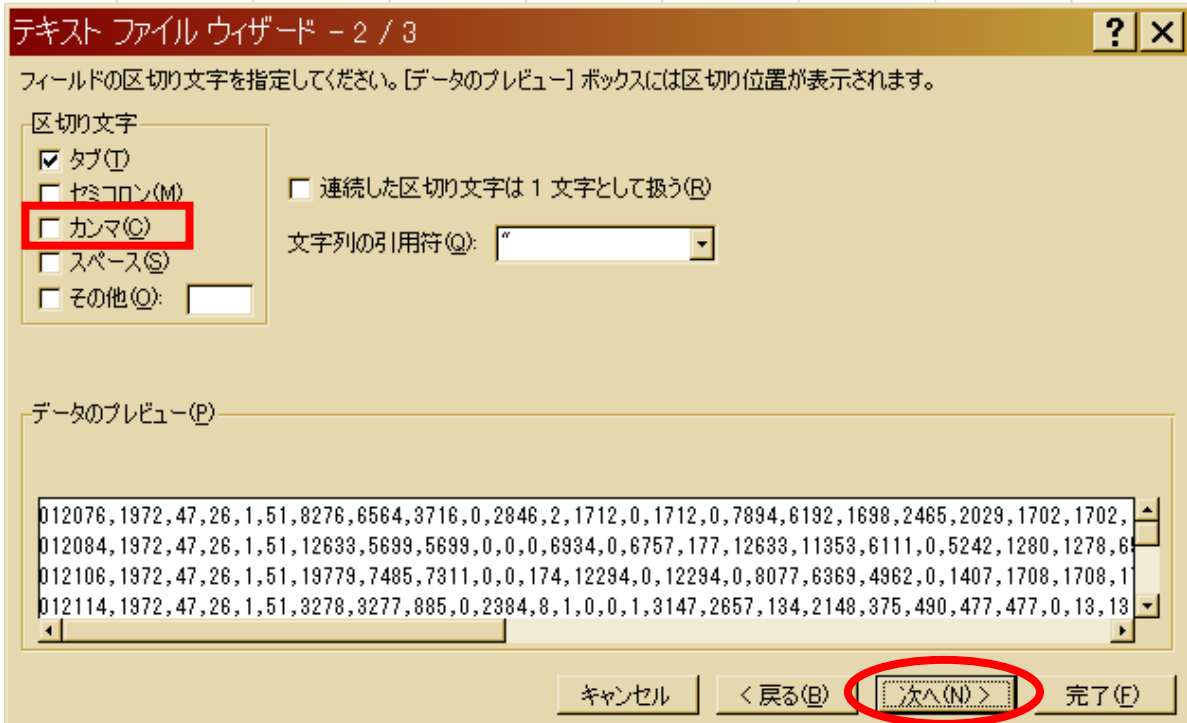 テキスト ファイル ウィザード - 2 / 3
フィールドの区切り文字を指定してください。[データのプレビュー] ボックスには区切り位置が表示されます。
区切り文字
タブ(T)
セミコロン(M)
カンマ(C)
スペース(S)
その他(O):
連続した区切り文字は 1 文字として扱う(R)
文字列の引用符(Q): "
データのプレビュー(P)
012076,1972,47,26,1,51,8276,6564,3716,0,2846,2,1712,0,1712,0,7894,6192,1698,2465,2029,1702,1702,
012084,1972,47,26,1,51,12633,5699,5699,0,0,0,6934,0,6757,177,12633,11353,6111,0,5242,1280,1278,
012106,1972,47,26,1,51,19779,7485,7311,0,0,174,12294,0,12294,0,8077,6369,4962,0,1407,1708,1708,
012114,1972,47,26,1,51,3278,3277,885,0,2384,8,1,0,0,1,3147,2657,134,2148,375,490,477,477,0,13,13
キャンセル
< 戻る(B)
次へ(N) >
完了(F)